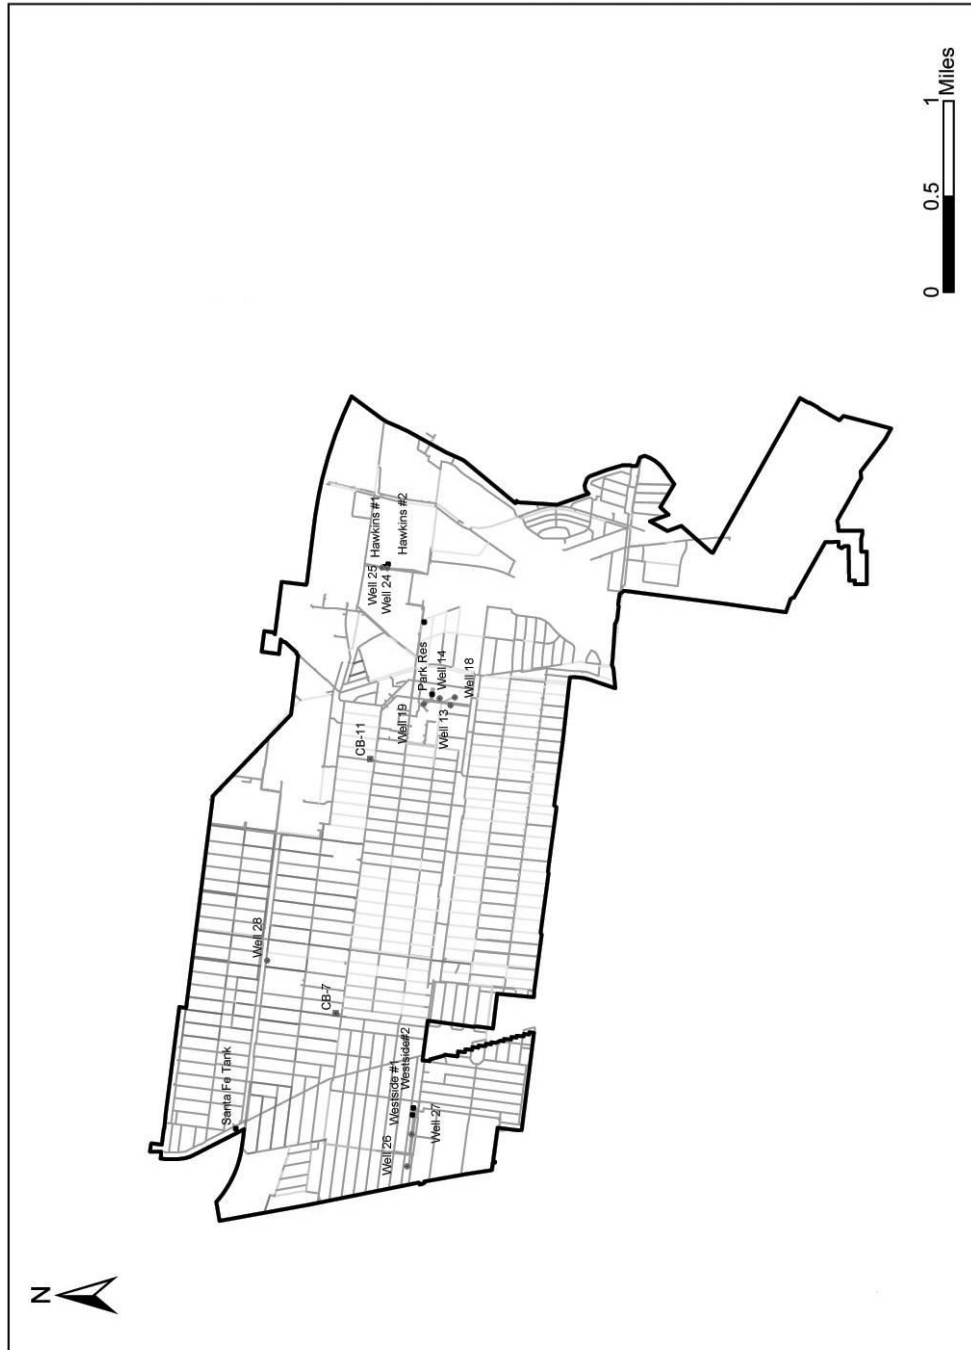 N
Santa Fe Tank
Well 28
CB-7
Westside #1
Westside#2
Well 26
Well 27
CB-11
Well 19
Park Res
Well 14
Well 13
Well 18
Well 25
Well 24
Hawkins #1
Hawkins #2
0 0.5 1
Miles